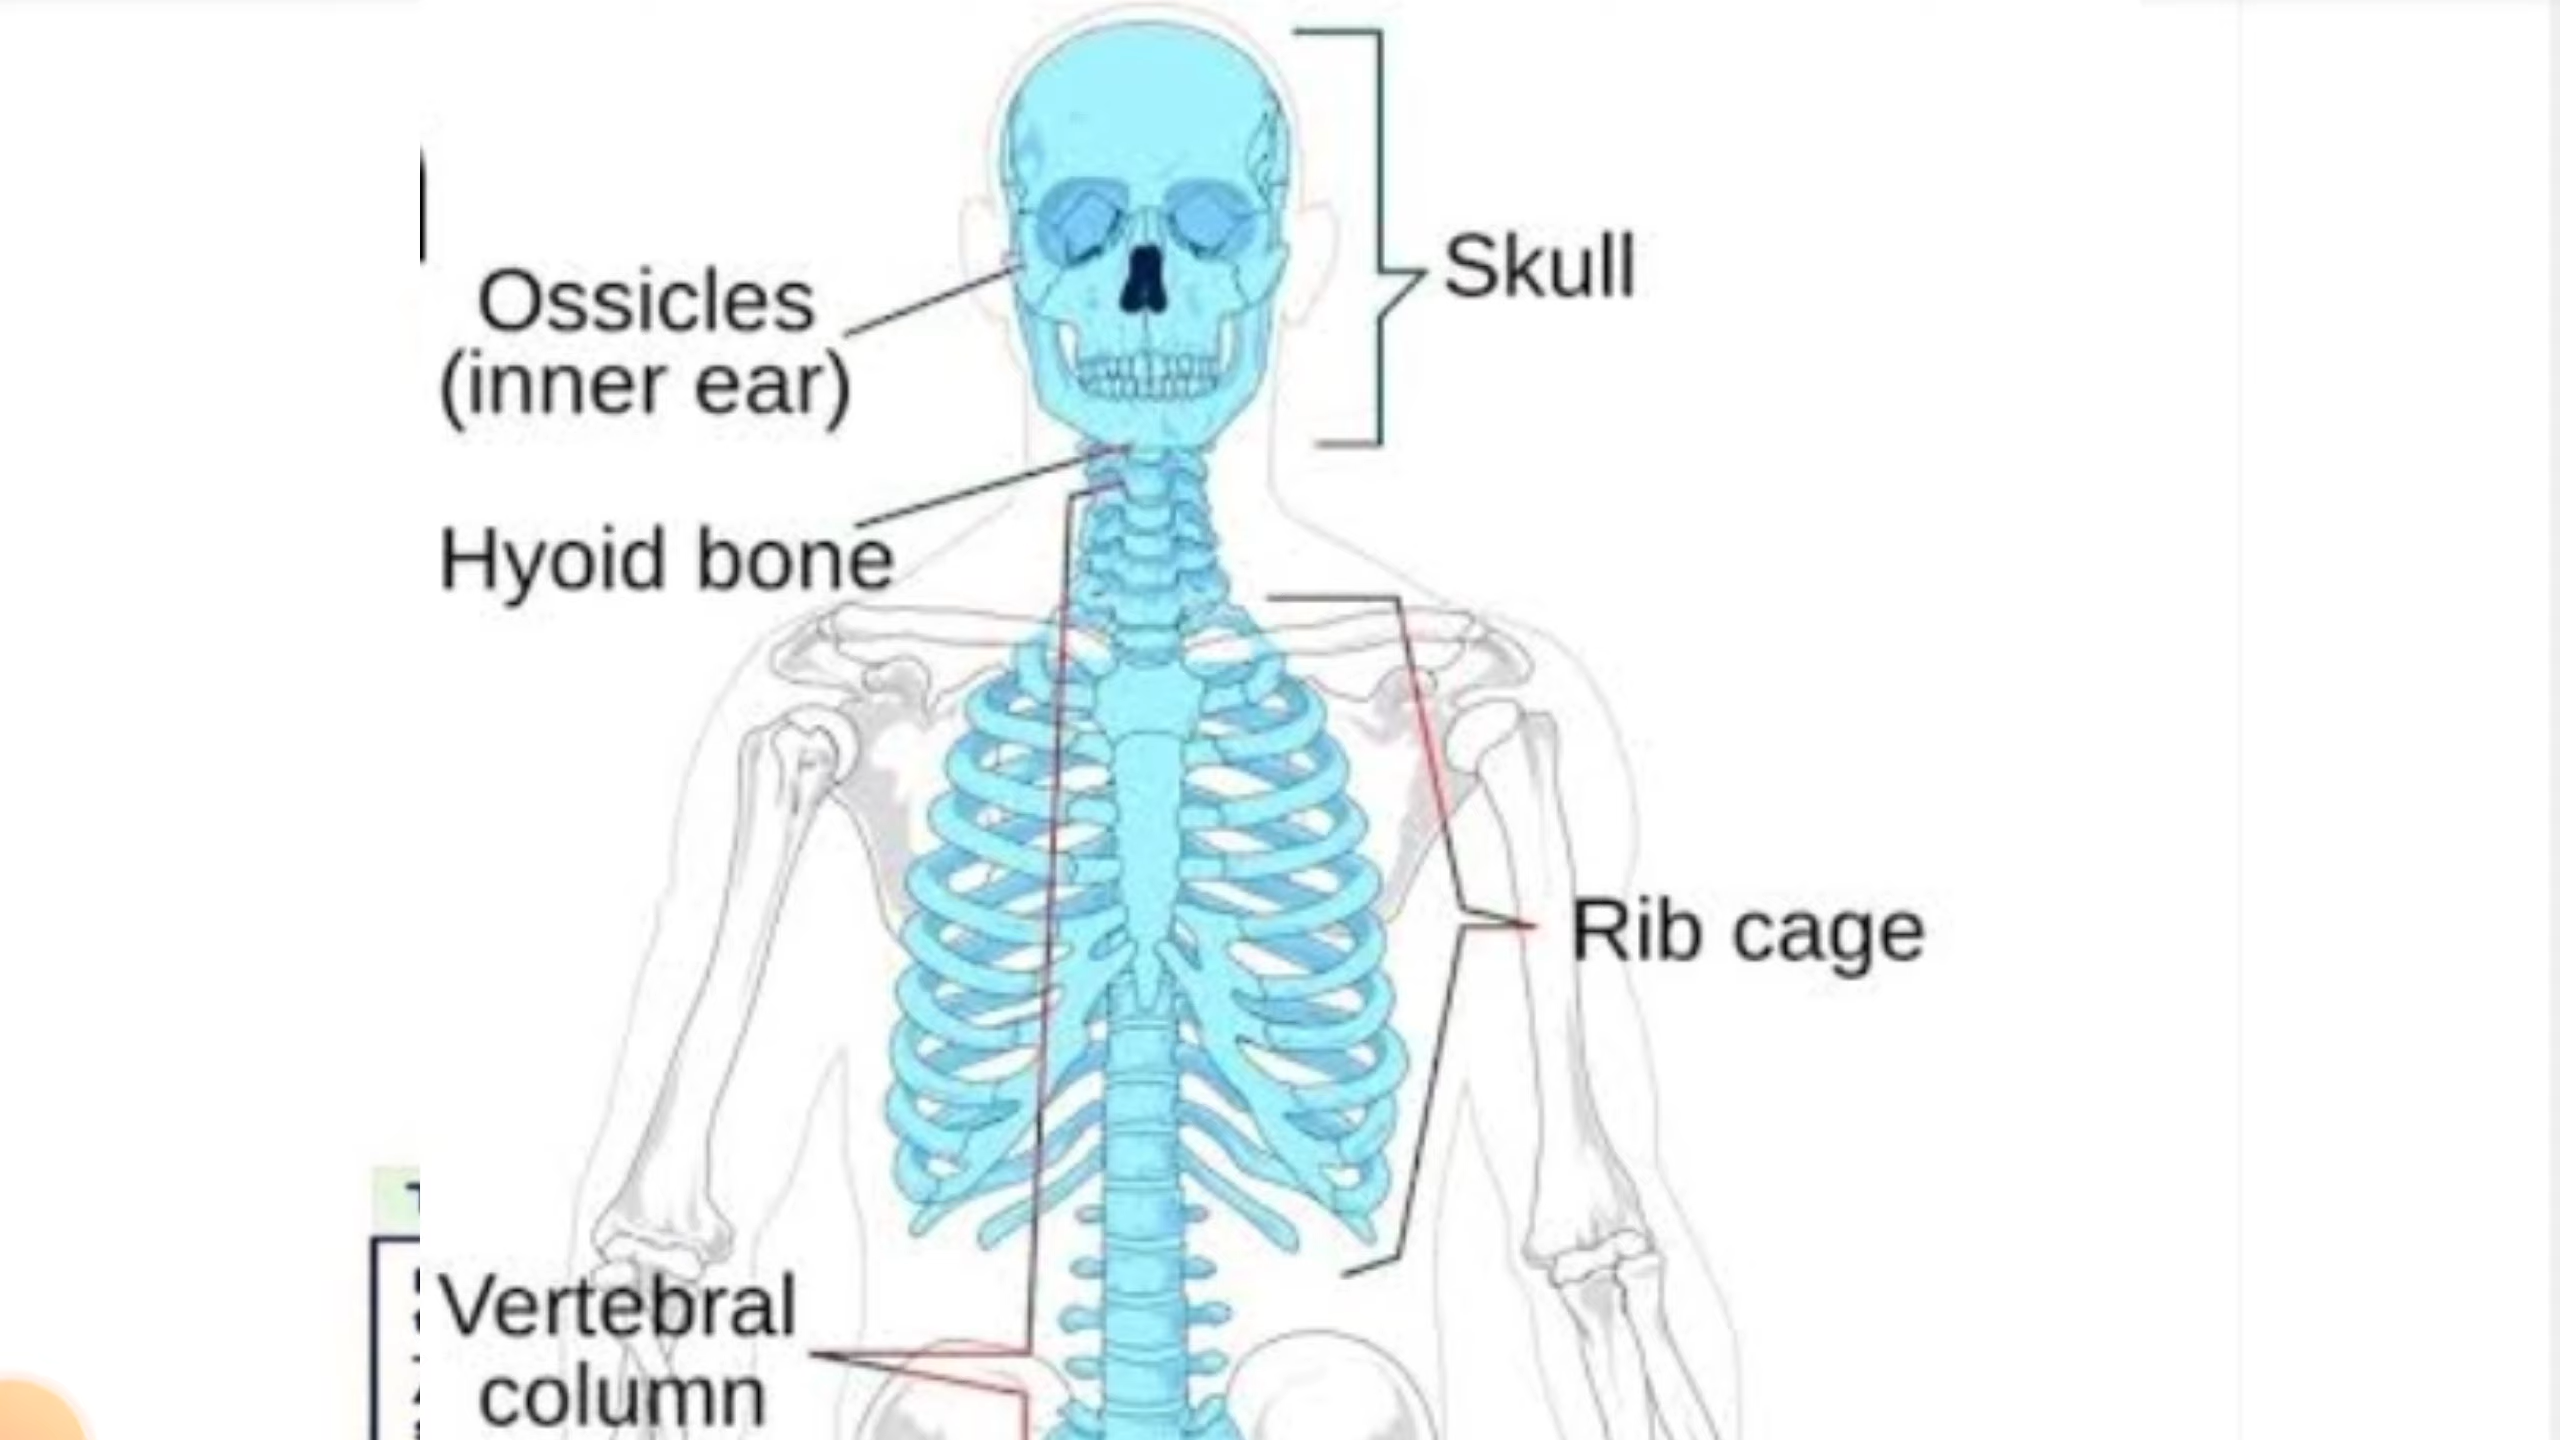 Skull
Ossicles
(inner ear)
Hyoid bone
Rib cage
Vertebral
column